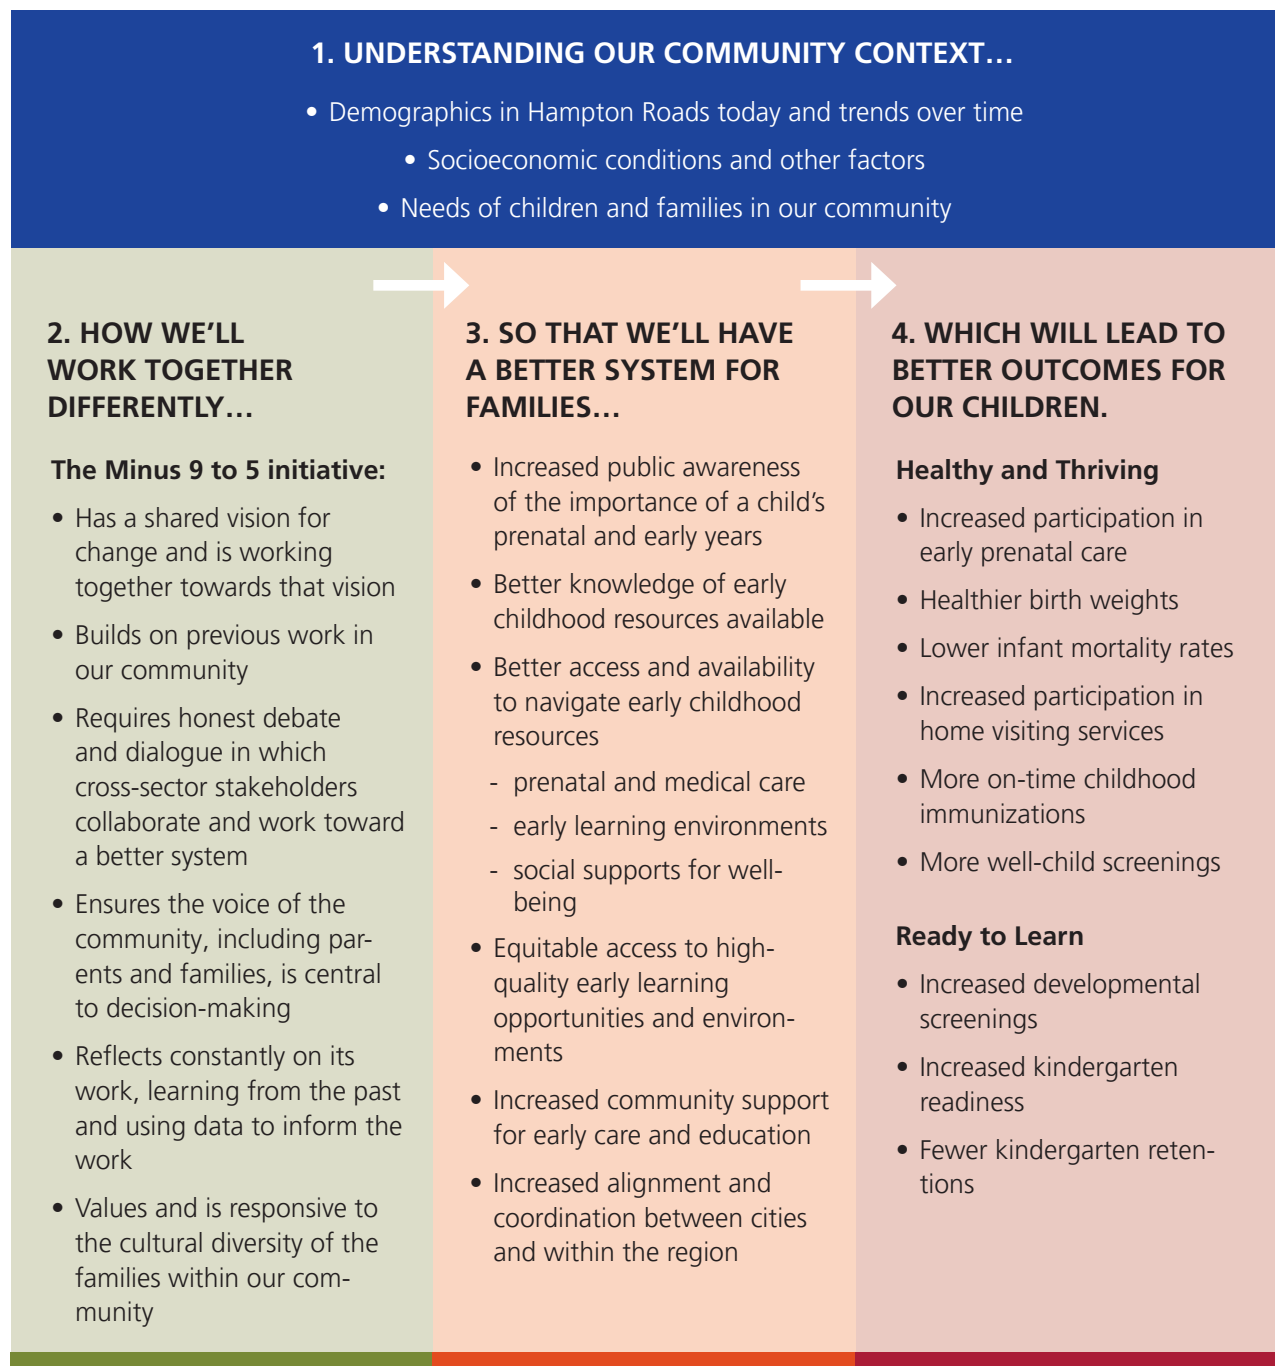 1. UNDERSTANDING OUR COMMUNITY CONTEXT…
• Demographics in Hampton Roads today and trends over time
• Socioeconomic conditions and other factors
• Needs of children and families in our community
2. HOW WE’LL
WORK TOGETHER
DIFFERENTLY…
The Minus 9 to 5 initiative:
• Has a shared vision for
change and is working
together towards that vision
• Builds on previous work in
our community
• Requires honest debate
and dialogue in which
cross-sector stakeholders
collaborate and work toward
a better system
• Ensures the voice of the
community, including par-
ents and families, is central
to decision-making
• Reflects constantly on its
work, learning from the past
and using data to inform the
work
• Values and is responsive to
the cultural diversity of the
families within our com-
munity
3. SO THAT WE’LL HAVE
A BETTER SYSTEM FOR
FAMILIES…
• Increased public awareness
of the importance of a child’s
prenatal and early years
• Better knowledge of early
childhood resources available
• Better access and availability
to navigate early childhood
resources
- prenatal and medical care
- early learning environments
- social supports for well-
being
• Equitable access to high-
quality early learning
opportunities and environ-
ments
• Increased community support
for early care and education
• Increased alignment and
coordination between cities
and within the region
4. WHICH WILL LEAD TO
BETTER OUTCOMES FOR
OUR CHILDREN.
Healthy and Thriving
• Increased participation in
early prenatal care
• Healthier birth weights
• Lower infant mortality rates
• Increased participation in
home visiting services
• More on-time childhood
immunizations
• More well-child screenings
Ready to Learn
• Increased developmental
screenings
• Increased kindergarten
readiness
• Fewer kindergarten reten-
tions